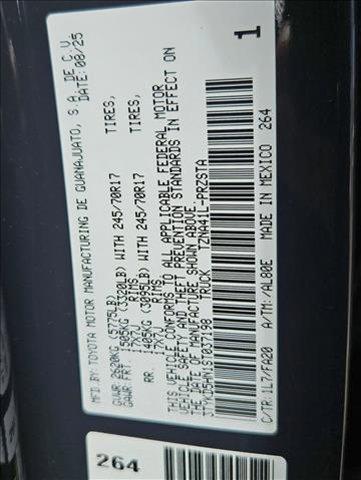 MFD.BY: TOYOTA MOTOR MANUFACTURING DE GUANAJUATO, S.A. DE C.V.
DATE: 08/25
GVWR 2620KG (5775LB)
GAWR: FRT 1505KG (3320LB) WITH 245/70R17 TIRES,
17X7J RIMS
RR. 1405KG (3095LB) WITH 245/70R17 TIRES,
17X7J RIMS
THIS VEHICLE CONFORMS TO ALL APPLICABLE FEDERAL MOTOR
VEHICLE SAFETY AND THEFT PREVENTION STANDARDS IN EFFECT ON
THE DATE OF MANUFACTURE SHOWN ABOVE.
TRUCK TZNA41L-PRZSTA
C/TR: 1L7/FA20 A/TM:/AL80E MADE IN MEXICO 264
1
264